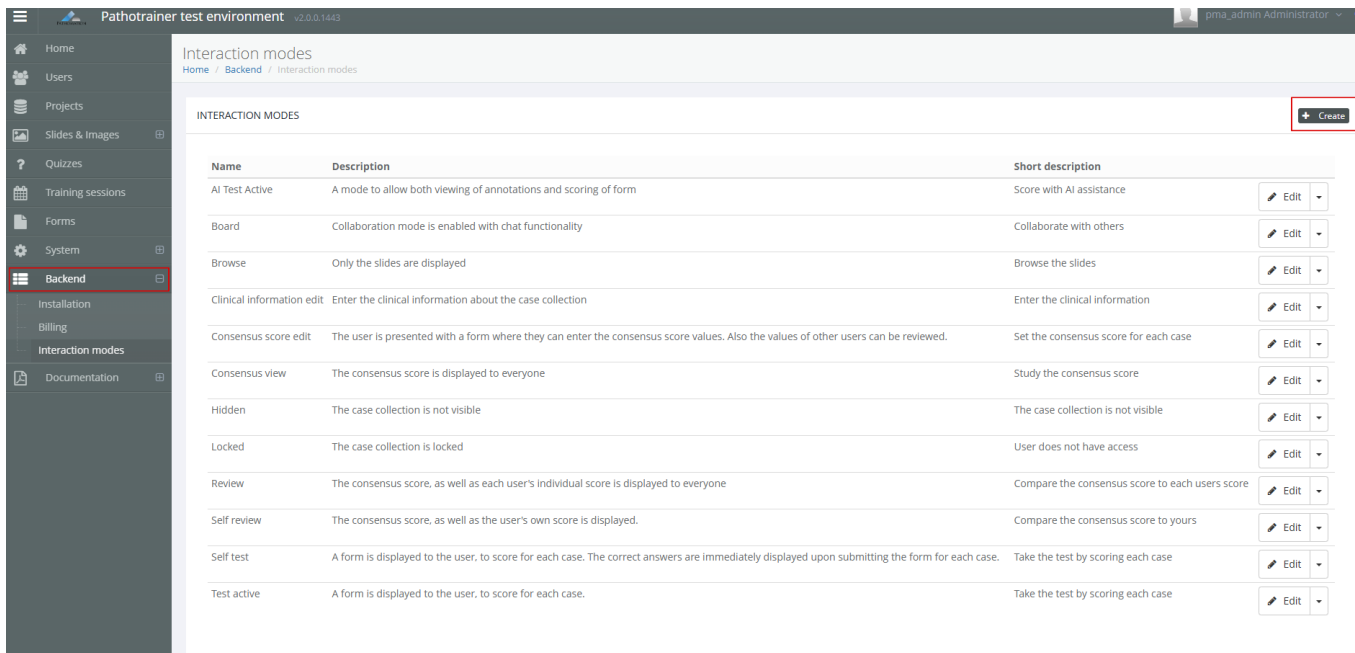 Pathotrainer test environment v2.0.0.1443
pma_admin Administrator
Home
Users
Projects
Slides & Images
Quizzes
Training sessions
Forms
System
Backend
Installation
Billing
Interaction modes
Documentation
Interaction modes
Home / Backend / Interaction modes
INTERACTION MODES
+ Create
Name Description Short description
AI Test Active A mode to allow both viewing of annotations and scoring of form Score with AI assistance Edit
Board Collaboration mode is enabled with chat functionality Collaborate with others Edit
Browse Only the slides are displayed Browse the slides Edit
Clinical information edit Enter the clinical information about the case collection Enter the clinical information Edit
Consensus score edit The user is presented with a form where they can enter the consensus score values. Also the values of other users can be reviewed. Set the consensus score for each case Edit
Consensus view The consensus score is displayed to everyone Study the consensus score Edit
Hidden The case collection is not visible The case collection is not visible Edit
Locked The case collection is locked User does not have access Edit
Review The consensus score, as well as each user's individual score is displayed to everyone Compare the consensus score to each users score Edit
Self review The consensus score, as well as the user's own score is displayed. Compare the consensus score to yours Edit
Self test A form is displayed to the user, to score for each case. The correct answers are immediately displayed upon submitting the form for each case. Take the test by scoring each case Edit
Test active A form is displayed to the user, to score for each case. Take the test by scoring each case Edit